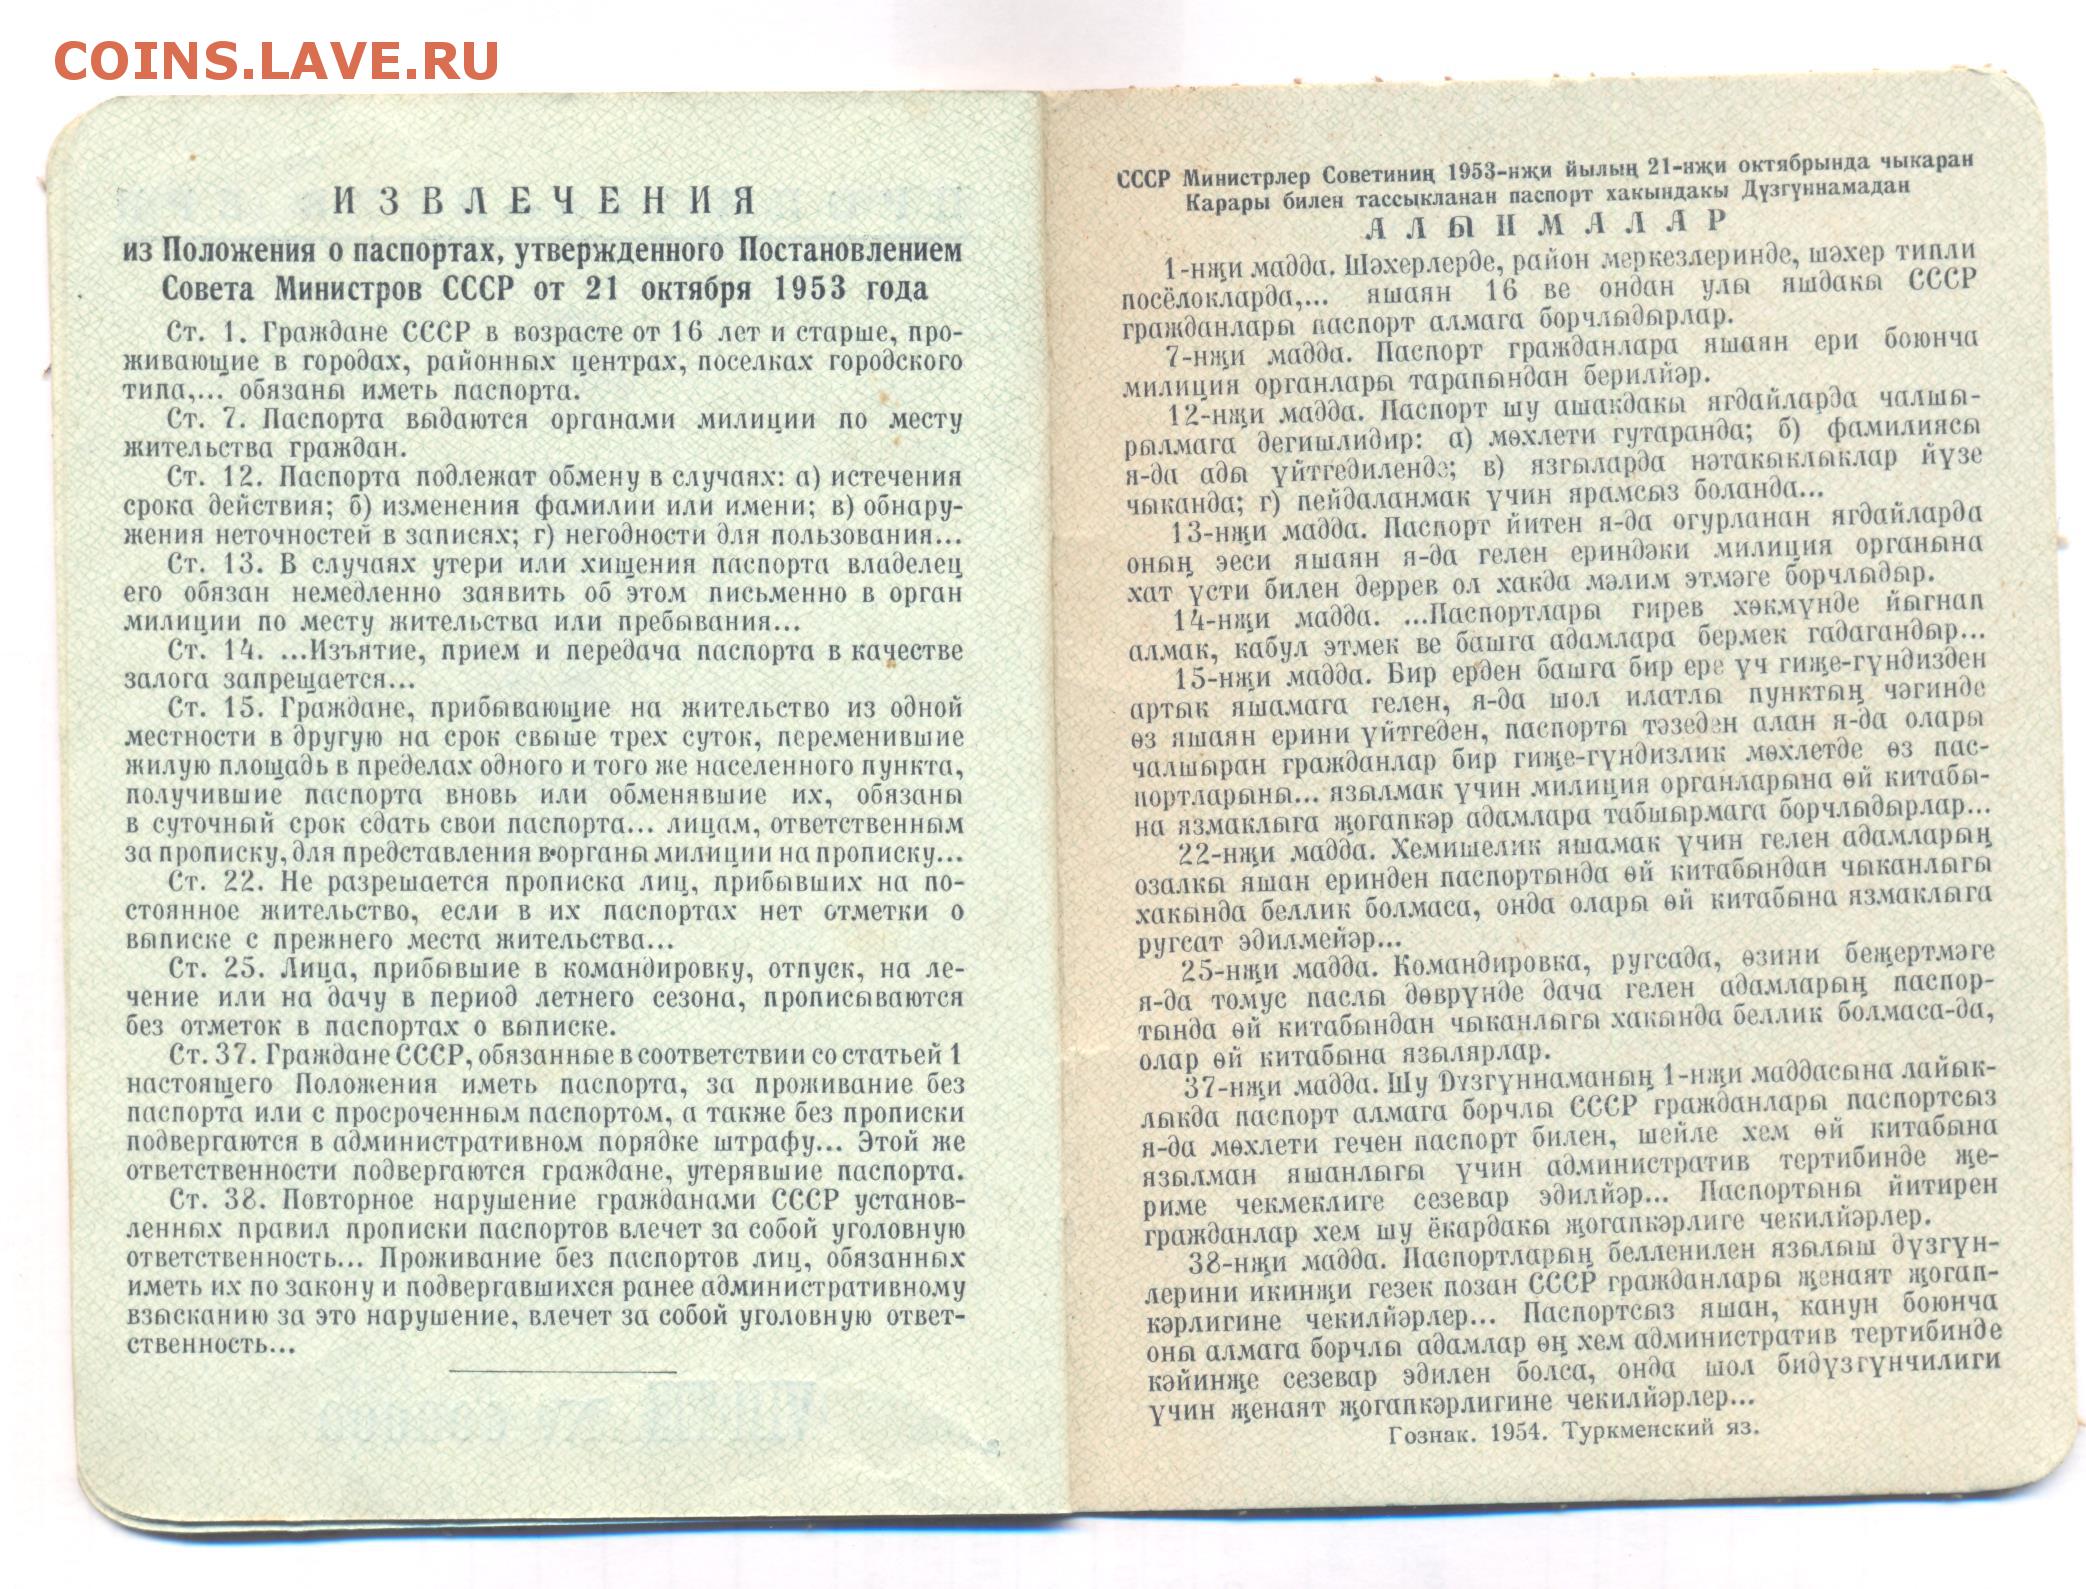 COINS.LAVE.RU
ИЗВЛЕЧЕНИЯ
из Положения о паспортах, утвержденного Постановлением
Совета Министров СССР от 21 октября 1953 года
Ст. 1. Граждане СССР в возрасте от 16 лет и старше, про-
живающие в городах, районных центрах, поселках городского
типа,... обязаны иметь паспорта.
Ст. 7. Паспорта выдаются органами милиции по месту
жительства граждан.
Ст. 12. Паспорта подлежат обмену в случаях: а) истечения
срока действия; б) изменения фамилии или имени; в) обнару-
жения неточностей в записях; г) негодности для пользования...
Ст. 13. В случаях утери или хищения паспорта владелец
его обязан немедленно заявить об этом письменно в орган
милиции по месту жительства или пребывания...
Ст. 14. ...Изъятие, прием и передача паспорта в качестве
залога запрещается...
Ст. 15. Граждане, прибывающие на жительство из одной
местности в другую на срок свыше трех суток, переменившие
жилую площадь в пределах одного и того же населенного пункта,
получившие паспорта вновь или обменявшие их, обязаны
в суточный срок сдать свои паспорта... лицам, ответственным
за прописку, для представления в органы милиции на прописку...
Ст. 22. Не разрешается прописка лиц, прибывших на по-
стоянное жительство, если в их паспортах нет отметки о
выписке с прежнего места жительства...
Ст. 25. Лица, прибывшие в командировку, отпуск, на ле-
чение или на дачу в период летнего сезона, прописываются
без отметок в паспортах о выписке.
Ст. 37. Граждане СССР, обязанные в соответствии со статьей 1
настоящего Положения иметь паспорта, за проживание без
паспорта или с просроченным паспортом, а также без прописки
подвергаются в административном порядке штрафу... Этой же
ответственности подвергаются граждане, утерявшие паспорта.
Ст. 38. Повторное нарушение гражданами СССР установ-
ленных правил прописки паспортов влечет за собой уголовную
ответственность... Проживание без паспортов лиц, обязанных
иметь их по закону и подвергавшихся ранее административному
взысканию за это нарушение, влечет за собой уголовную ответ-
ственность...
СССР Министрлер Советиниң 1953-нҗи йылың 21-нҗи октябрында чыкаран
Карары билен тассыкланан паспорт хакындакы Дүзгүннамадан
АЛЫНМАЛАР
1-нҗи мадда. Шәхерлерде, район меркезлеринде, шәхер типли
посёлокларда,... яшаян 16 ве ондан улы яшдакы СССР
гражданлары паспорт алмага борчлыдырлар.
7-нҗи мадда. Паспорт гражданлара яшаян ери боюнча
милиция органлары тарапындан берилйәр.
12-нҗи мадда. Паспорт шу ашакдакы ягдайларда чалшы-
рылмага дегишлидир: а) мөхлети гутаранда; б) фамилиясы
я-да ады үйтгедиленде; в) язгыларда нәтакыклыклар йүзе
чыканда; г) пейдаланмак үчин ярамсыз боланда...
13-нҗи мадда. Паспорт йитен я-да огурланан ягдайларда
оның эеси яшаян я-да гелен ериндәки милиция органына
хат үсти билен деррев ол хакда мәлим этмәге борчлыдыр.
14-нҗи мадда. ...Паспортлары гирев хөкмүнде йыгнап
алмак, кабул этмек ве башга адамлара бермек гадагандыр...
15-нҗи мадда. Бир ерден башга бир ере үч гиҗе-гүндизден
артык яшамага гелен, я-да шол илатлы пунктың чәгинде
өз яшаян ерини үйтгеден, паспорты тәзеден алан я-да олары
чалшыран гражданлар бир гиҗе-гүндизлик мөхлетде өз пас-
портларыны... язылмак үчин милиция органларына өй китабы-
на язмаклыга җогапкәр адамлара табшырмага борчлыдырлар...
22-нҗи мадда. Хемишелик яшамак үчин гелен адамларың
озалкы яшан еринден паспортында өй китабындан чыканлыгы
хакында беллик болмаса, онда олары өй китабына язмаклыга
ругсат эдилмейәр...
25-нҗи мадда. Командировка, ругсада, өзини беҗертмәге
я-да томус паслы дөврүнде дача гелен адамларың паспор-
тында өй китабындан чыканлыгы хакында беллик болмаса-да,
олар өй китабына язылярлар.
37-нҗи мадда. Шу Дүзгүннаманың 1-нҗи маддасына лайык-
лыкда паспорт алмага борчлы СССР гражданлары паспортсыз
я-да мөхлети гечен паспорт билен, шейле хем өй китабына
язылман яшанлыгы үчин административ тертибинде җе-
риме чекмеклиге сезевар эдилйәр... Паспортыны йитирен
гражданлар хем шу ёкардакы җогапкәрлиге чекилйәрлер.
38-нҗи мадда. Паспортларың белленилен язылыш дүзгүн-
лерини икинҗи гезек позан СССР гражданлары җенаят җогап-
кәрлигине чекилйәрлер... Паспортсыз яшан, канун боюнча
оны алмага борчлы адамлар өң хем административ тертибинде
кәйинҗе сезевар эдилен болса, онда шол бидүзгүнчилиги
үчин җенаят җогапкәрлигине чекилйәрлер...
Гознак. 1954. Туркменский яз.